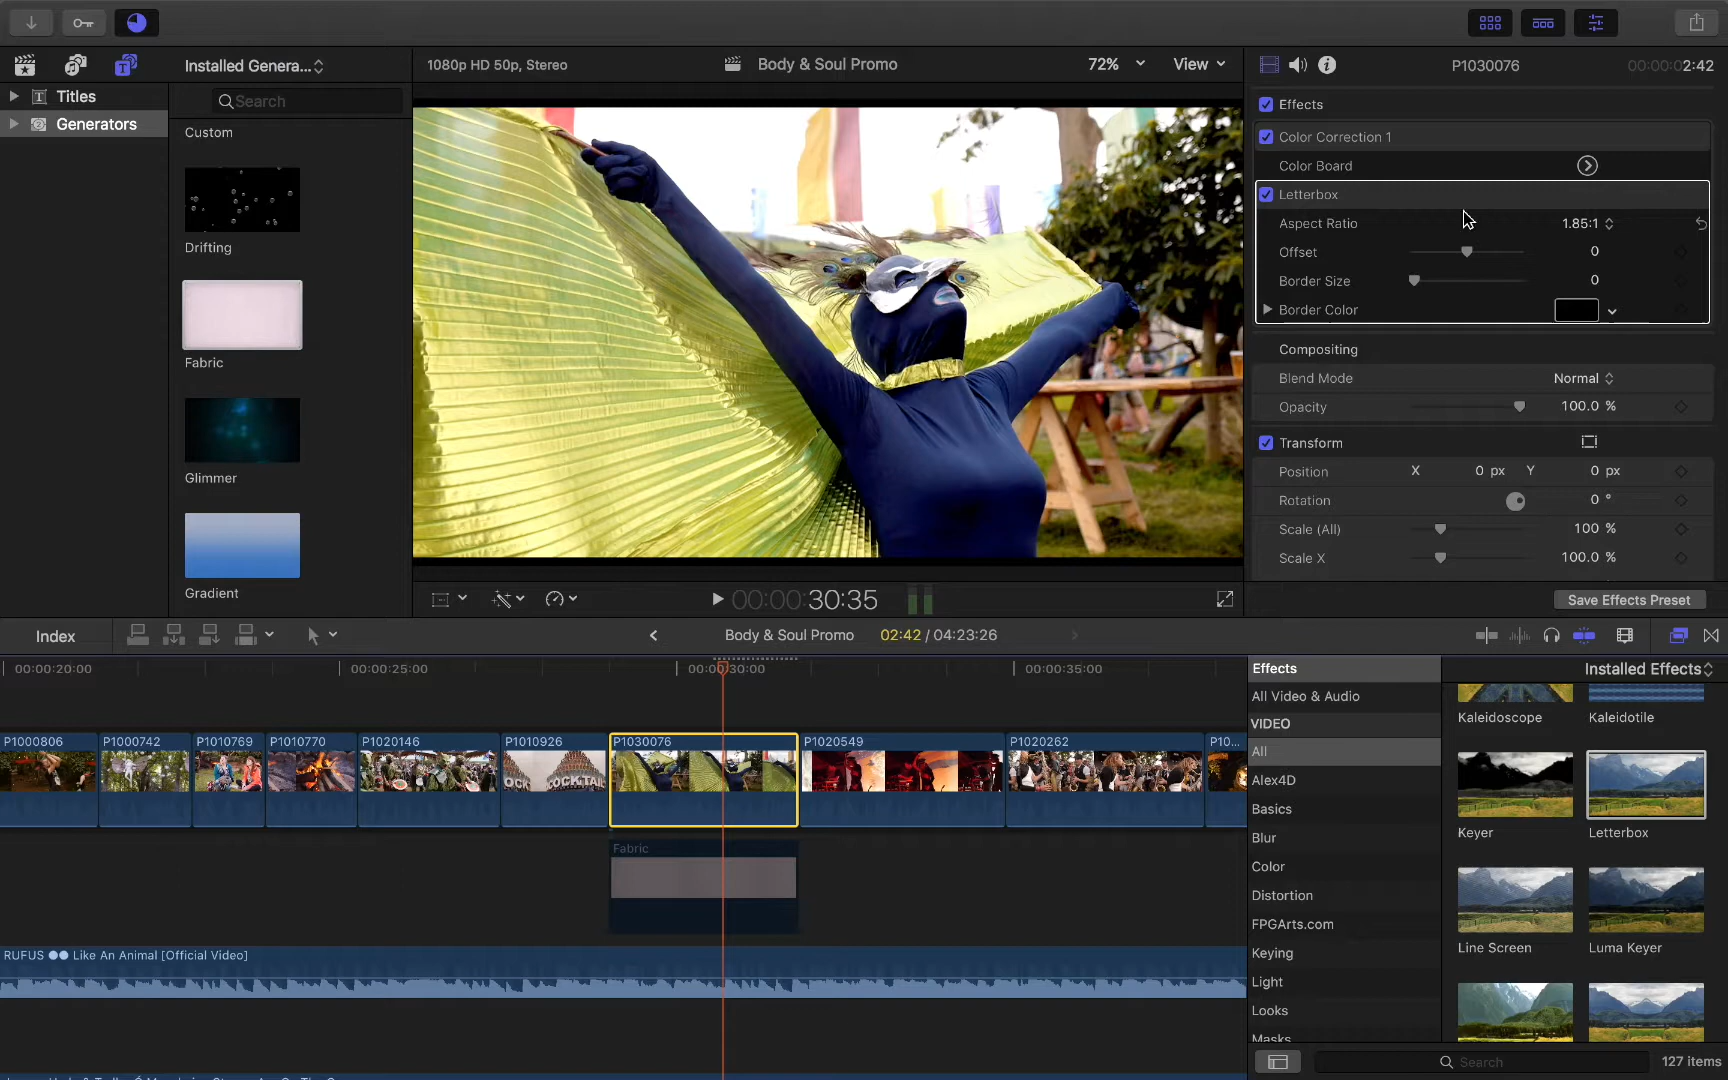 Installed Genera...
1080p HD 50p, Stereo
Body & Soul Promo
72%
View
P1030076
00:00:02:42
Titles
Generators
Search
Custom
Drifting
Fabric
Glimmer
Gradient
Effects
Color Correction 1
Color Board
Letterbox
Aspect Ratio
1.85:1
Offset
0
Border Size
0
Border Color
Compositing
Blend Mode
Normal
Opacity
100.0 %
Transform
Position
X
0 px
Y
0 px
Rotation
0 °
Scale (All)
100 %
Scale X
100.0 %
Save Effects Preset
00:00:30:35
Index
Body & Soul Promo
02:42 / 04:23:26
00:00:20:00
00:00:25:00
00:00:30:00
00:00:35:00
P1000806
P1000742
P1010769
P1010770
P1020146
P1010926
P1030076
P1020549
P1020262
P10...
Fabric
RUFUS ●● Like An Animal [Official Video]
Effects
Installed Effects
All Video & Audio
VIDEO
All
Alex4D
Basics
Blur
Color
Distortion
FPGArts.com
Keying
Light
Looks
Masks
Kaleidoscope
Kaleidotile
Keyer
Letterbox
Line Screen
Luma Keyer
Search
127 items